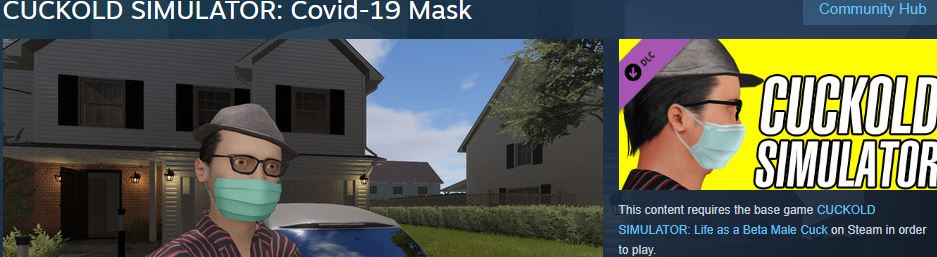 CUCKOLD SIMULATOR: Covid-19 Mask
Community Hub
DLC
CUCKOLD
SIMULATOR
This content requires the base game CUCKOLD
SIMULATOR: Life as a Beta Male Cuck on Steam in order
to play.